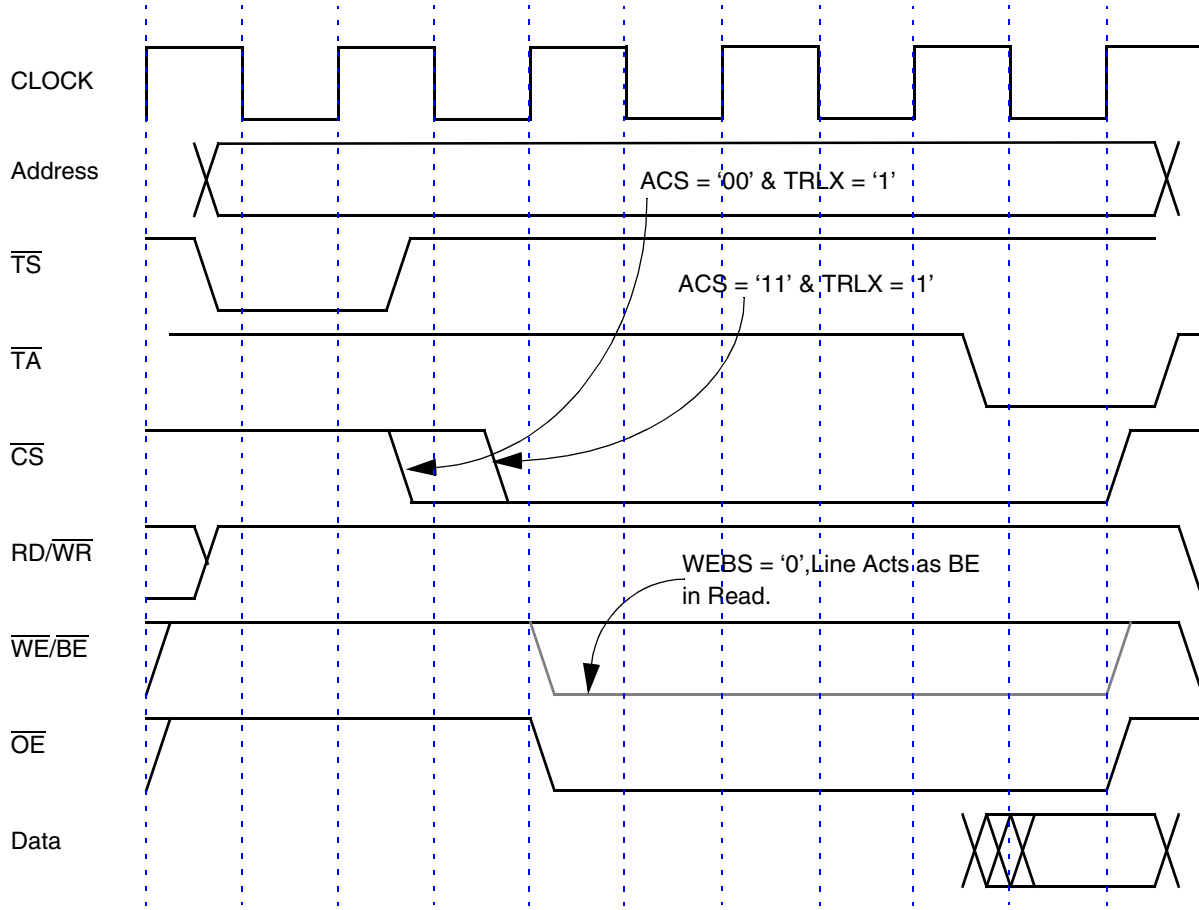 CLOCK
Address
ACS = ‘00’ & TRLX = ‘1’
TS
ACS = ‘11’ & TRLX = ‘1’
TA
CS
RD/WR
WEBS = ‘0’,Line Acts as BE
in Read.
WE/BE
OE
Data